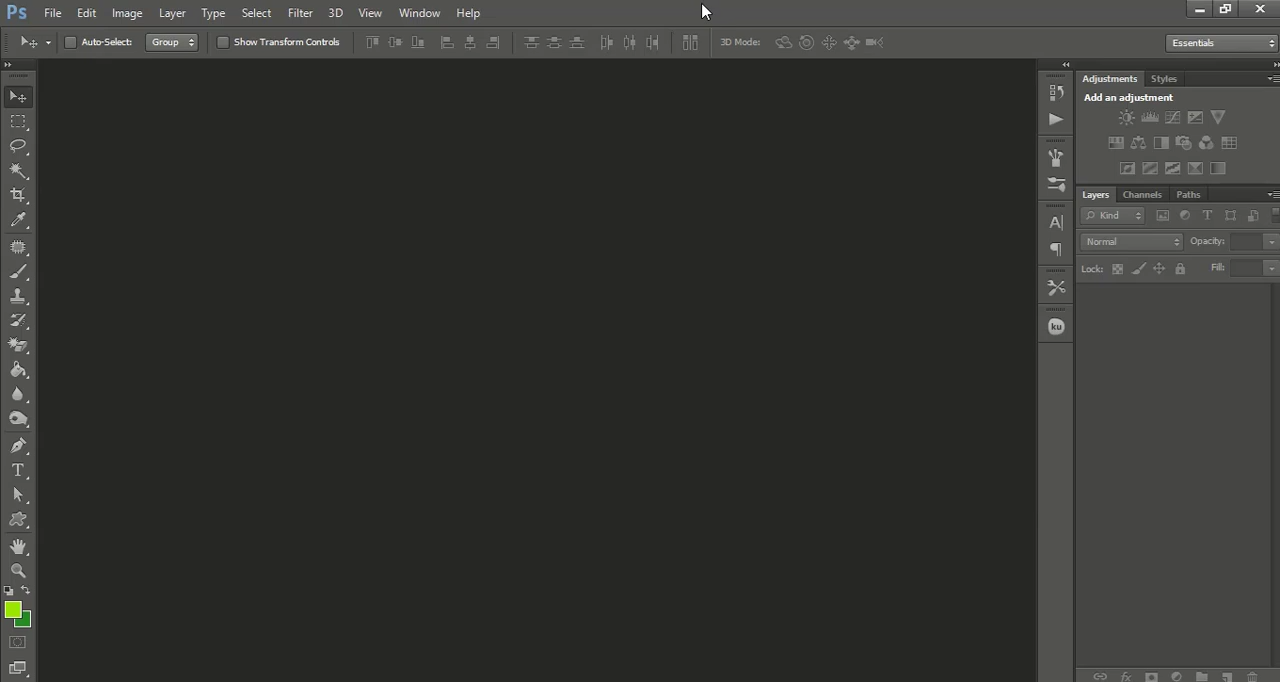 Ps File Edit Image Layer Type Select Filter 3D View Window Help
Auto-Select: Group Show Transform Controls 3D Mode: Essentials
Adjustments Styles
Add an adjustment
Layers Channels Paths
Kind T
Normal Opacity:
Lock: Fill:
A
ku
T
fx